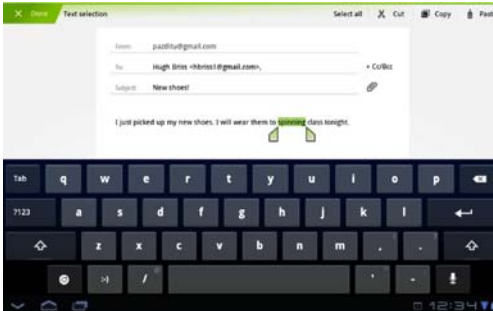 X Done Text selection Select all Cut Copy Past
From: pazditu@gmail.com
To: Hugh Briss <hbriss1@gmail.com>, + Cc/Bcc
Subject: New shoes!
I just picked up my new shoes. I will wear them to spinning class tonight.
Tab q w e r t y u i o p
?123 a s d f g h j k l
z x c v b n m , .
:-) / ' -
12:34